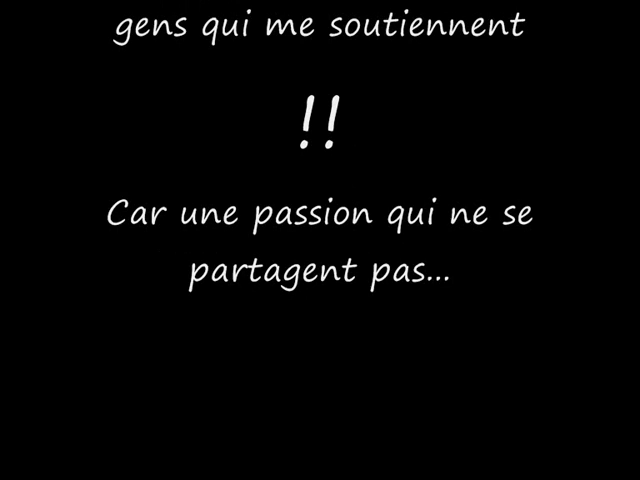 gens qui me soutiennent
!!
Car une passion qui ne se
partagent pas...